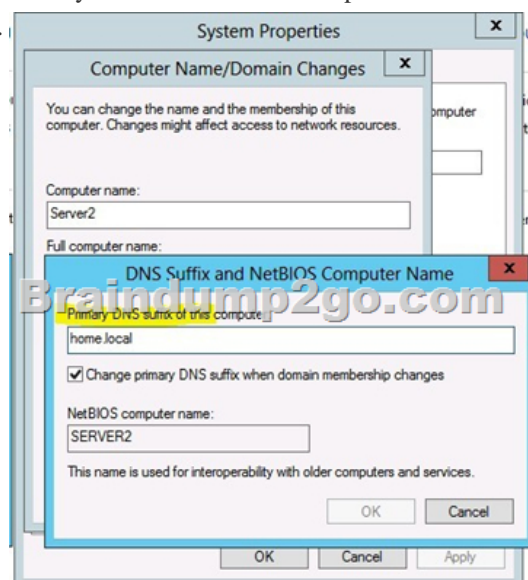 System Properties
x
Computer Name/Domain Changes
x
You can change the name and the membership of this
computer. Changes might affect access to network resources.
Computer name:
Server2
Full computer name:
DNS Suffix and NetBIOS Computer Name
x
Braindump2go.com
Primary DNS suffix of this computer
home.local
Change primary DNS suffix when domain membership changes
NetBIOS computer name:
SERVER2
This name is used for interoperability with older computers and services.
OK
Cancel
OK
Cancel
Apply